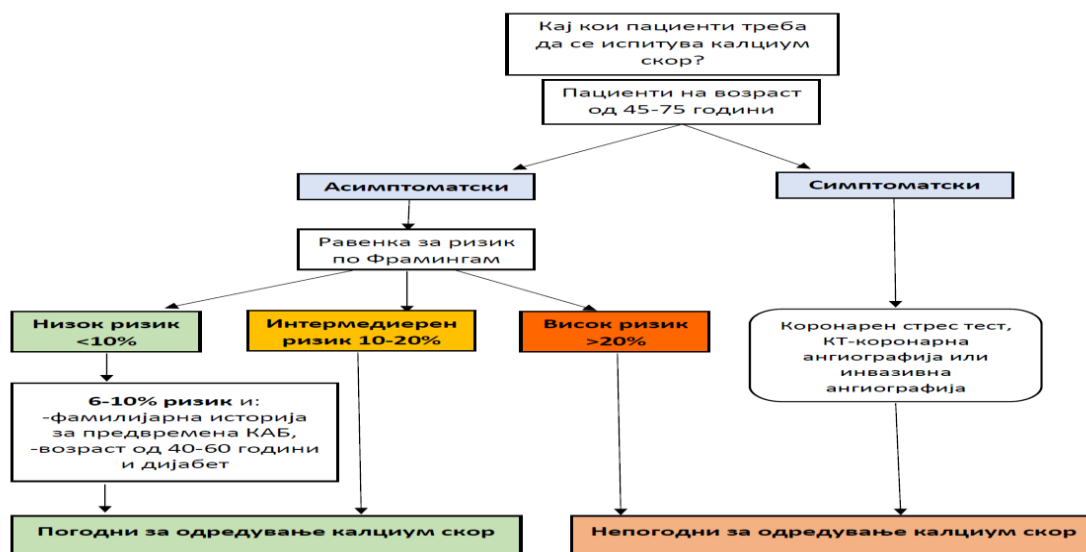 Кај кои пациенти треба
да се испитува калциум
скор?
Пациенти на возраст
од 45-75 години
Асимптоматски
Симптоматски
Равенка за ризик
по Фрамингам
Низок ризик
<10%
Интермедиерен
ризик 10-20%
Висок ризик
>20%
Коронарен стрес тест,
КТ-коронарна
ангиографија или
инвазивна
ангиографија
6-10% ризик и:
-фамилијарна историја
за предвремена КАБ,
-возраст од 40-60 години
и дијабет
Погодни за одредување калциум скор
Непогодни за одредување калциум скор